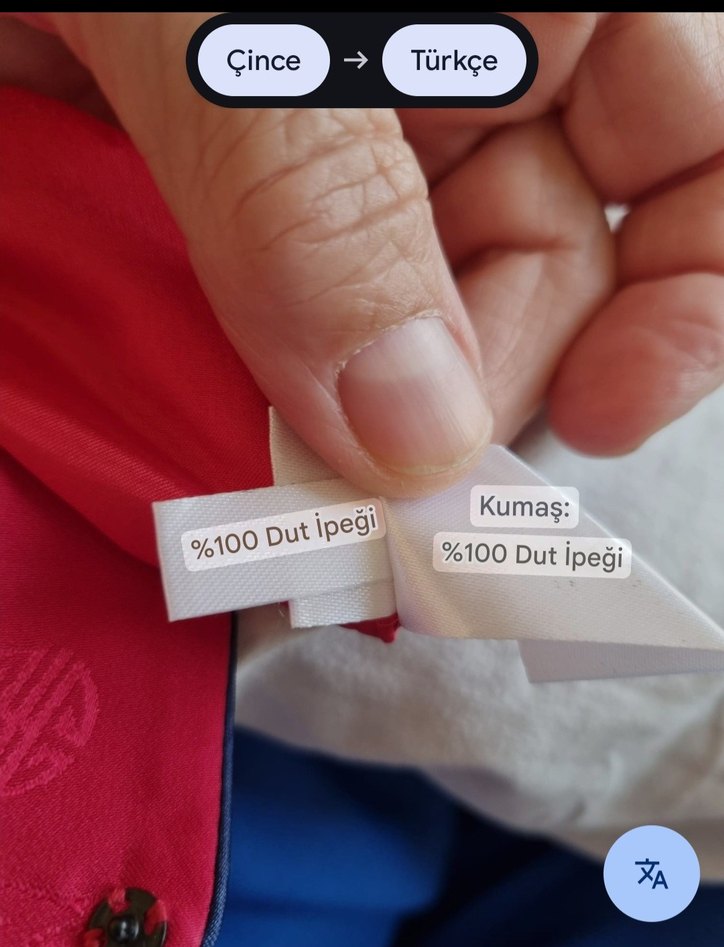 Çince → Türkçe
%100 Dut İpeği
Kumaş:
%100 Dut İpeği